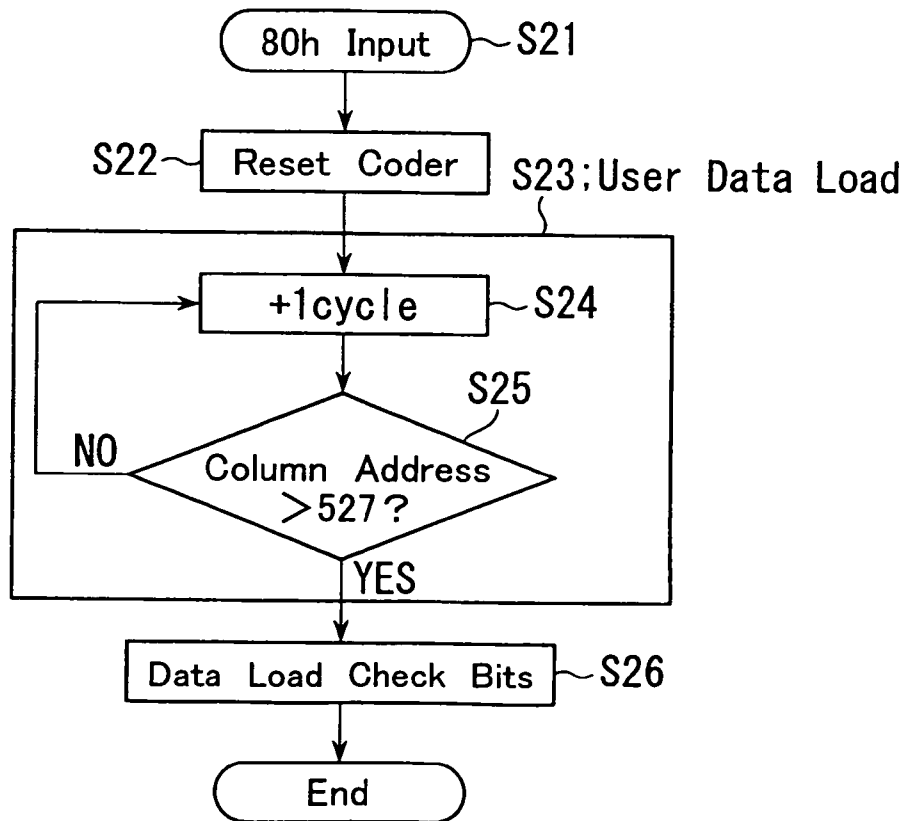 80h Input
S21
S22
Reset Coder
S23;User Data Load
+1cycle
S24
S25
NO
Column Address
>527?
YES
Data Load Check Bits
S26
End